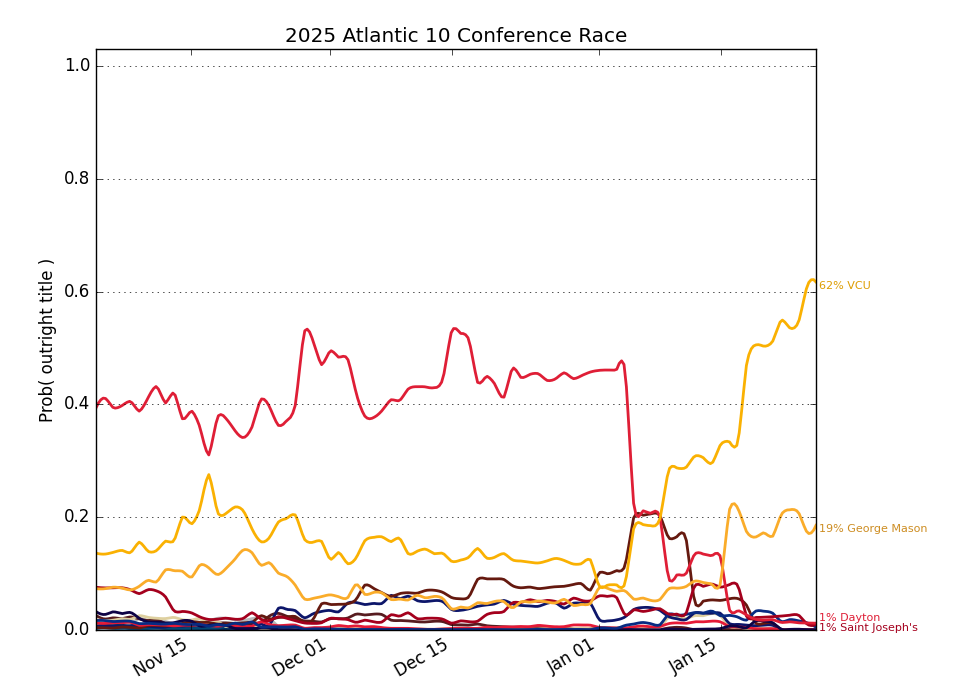 2025 Atlantic 10 Conference Race
Prob( outright title )
1.0
0.8
0.6
0.4
0.2
0.0
62% VCU
19% George Mason
1% Dayton
1% Saint Joseph's
Nov 15
Dec 01
Dec 15
Jan 01
Jan 15